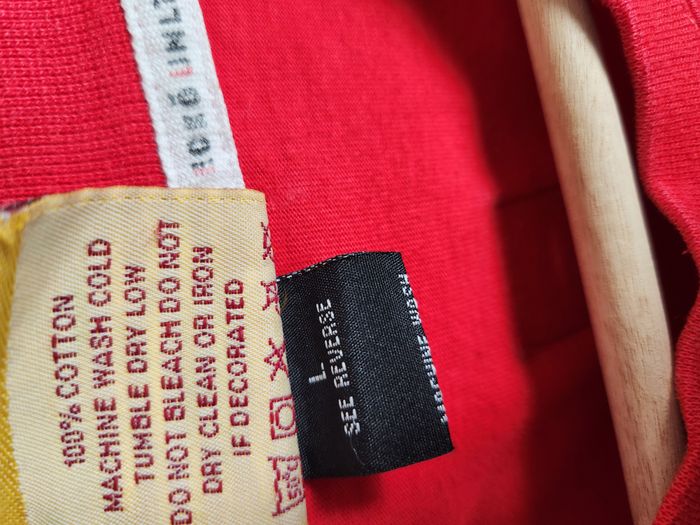 UNLT
100% COTTON
MACHINE WASH COLD
TUMBLE DRY LOW
DO NOT BLEACH DO NOT
DRY CLEAN OR IRON
IF DECORATED
L
SEE REVERSE
MACHINE WASH